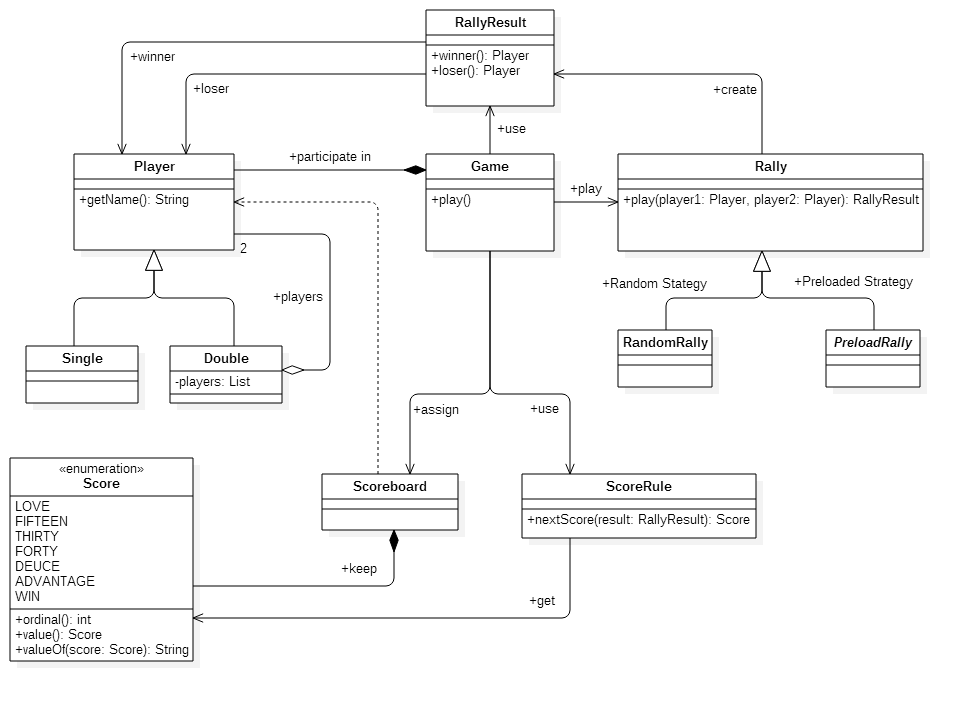 RallyResult
+winner(): Player
+loser(): Player
+winner
+loser
+create
+use
Player
+getName(): String
+participate in
Game
+play()
+play
Rally
+play(player1: Player, player2: Player): RallyResult
2
+players
+Random Stategy
+Preloaded Strategy
Single
Double
-players: List
RandomRally
PreloadRally
+assign
+use
«enumeration»
Score
LOVE
FIFTEEN
THIRTY
FORTY
DEUCE
ADVANTAGE
WIN
+ordinal(): int
+value(): Score
+valueOf(score: Score): String
Scoreboard
ScoreRule
+nextScore(result: RallyResult): Score
+keep
+get